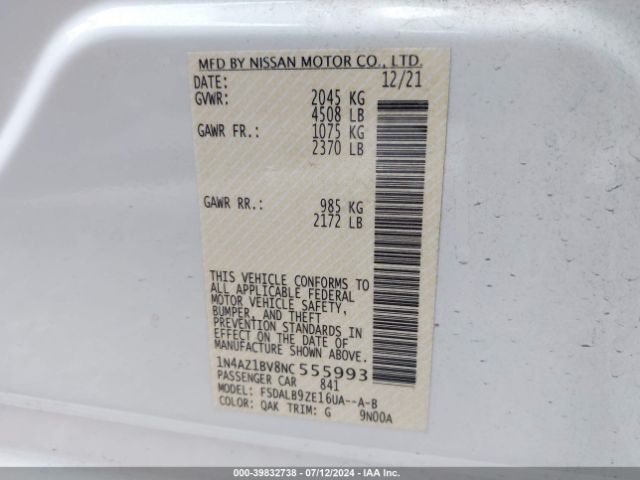 MFD BY NISSAN MOTOR CO., LTD.
DATE: 12/21
GVWR: 2045 KG
4508 LB
GAWR FR.: 1075 KG
2370 LB
GAWR RR.: 985 KG
2172 LB
THIS VEHICLE CONFORMS TO
ALL APPLICABLE FEDERAL
MOTOR VEHICLE SAFETY,
BUMPER, AND THEFT
PREVENTION STANDARDS IN
EFFECT ON THE DATE OF
MANUFACTURE SHOWN ABOVE.
1N4AZ1BV8NC 555993
PASSENGER CAR 841
MODEL: FSDALB9ZE16UA--A-B
COLOR: QAK TRIM: G 9N00A
000-39832738 - 07/12/2024 - IAA Inc.